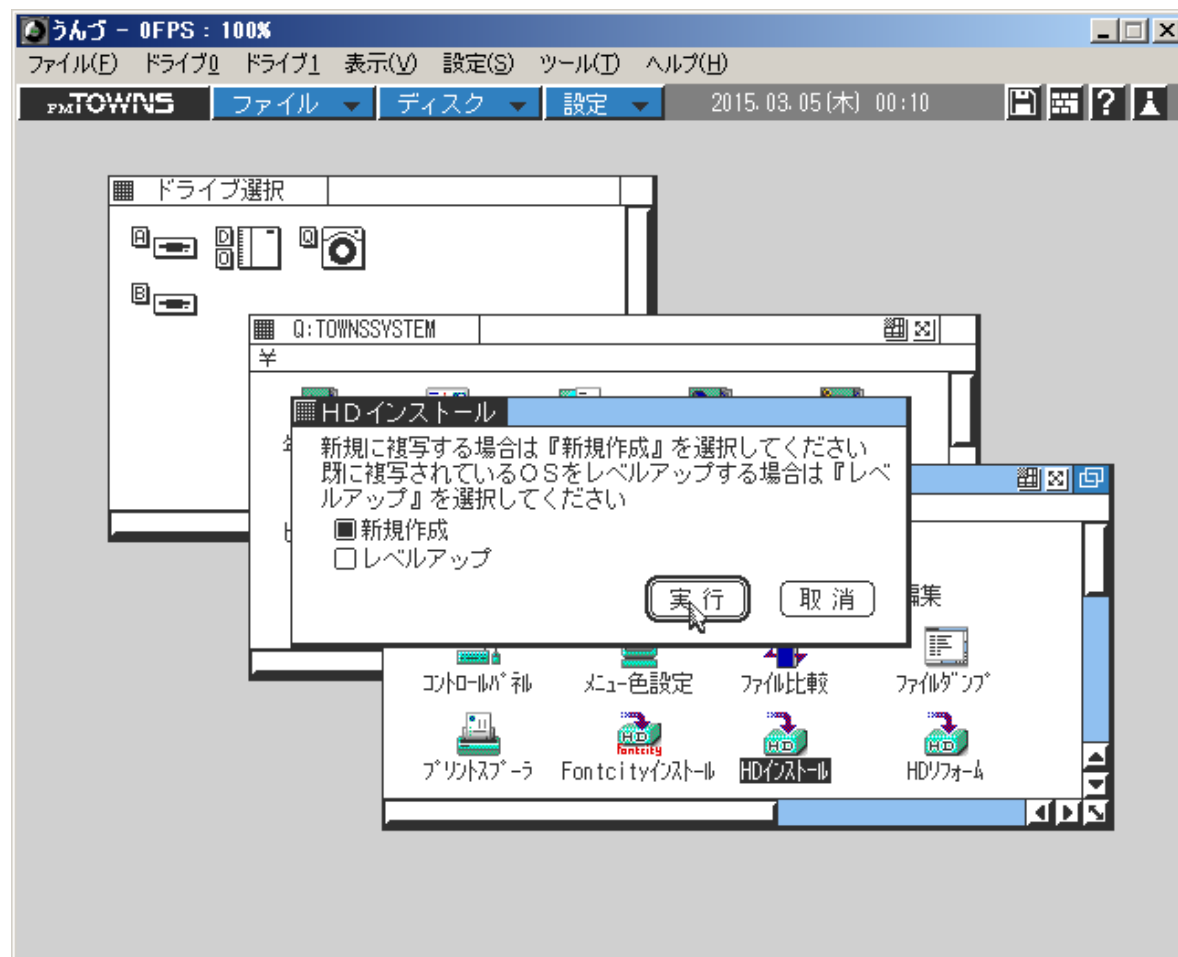 うんづ - 0FPS : 100%
ファイル(F) ドライブ0 ドライブ1 表示(V) 設定(S) ツール(T) ヘルプ(H)
FMTOWNS ファイル ディスク 設定 2015.03.05(木) 00:10 ?
ドライブ選択
A D O Q
B
Q:TOWNSSYSTEM
¥
HDインストール
新規に複写する場合は『新規作成』を選択してください
既に複写されているOSをレベルアップする場合は『レベ
ルアップ』を選択してください
新規作成
レベルアップ
実行 取消
編集
コントロールパネル メニュー色設定 ファイル比較 ファイルダンプ
プリントスプーラ Fontcityインストール HDインストール HDリフォーム